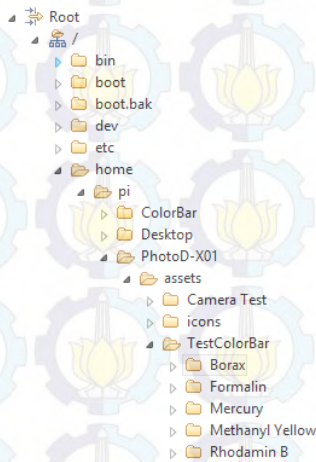 Root
/
bin
boot
boot.bak
dev
etc
home
pi
ColorBar
Desktop
PhotoD-X01
assets
Camera Test
icons
TestColorBar
Borax
Formalin
Mercury
Methanyl Yellow
Rhodamin B